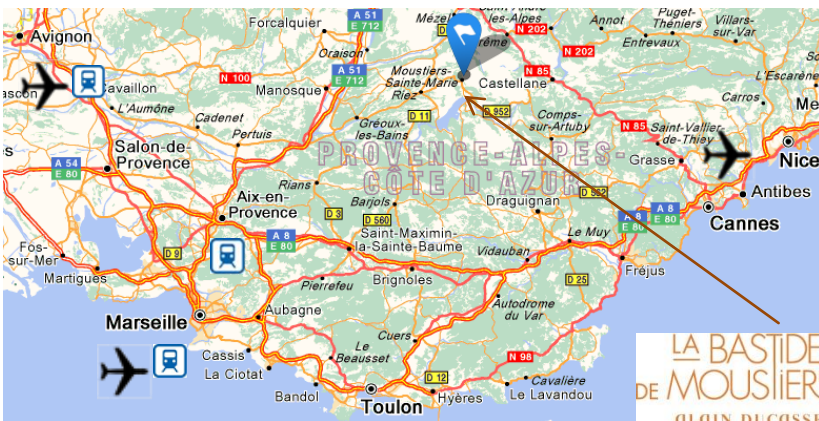 Avignon
Forcalquier
A 51
E 712
Oraison
Mézel
les-Alpes
N 202
Annot
Puget-
Théniers
Villars-
sur-Var
Entrevaux
N 202
Cavaillon
L'Aumône
N 100
Manosque
A 51
E 712
Moustiers-
Sainte-Marie
Riez
Castellane
N 85
L'Escarène
Carros
Cadenet
Pertuis
Gréoux-
les-Bains
D 11
D 952
Comps-
sur-Artuby
N 85
Saint-Vallier-
de-Thiey
Grasse
Nice
Antibes
Cannes
A 54
E 80
Salon-de-
Provence
PROVENCE-ALPES-
CÔTE D'AZUR
D 562
Rians
Barjols
Draguignan
Aix-en-
Provence
D 3
D 560
A 8
E 80
A 8
E 80
A 8
E 80
Saint-Maximin-
la-Sainte-Baume
Le Muy
Vidauban
Fréjus
Fos-
sur-Mer
Martigues
D 9
Pierrefeu
Brignoles
D 25
Marseille
Aubagne
Autodrome
du Var
Cassis
La Ciotat
Le
Beausset
Cuers
N 98
Bandol
Toulon
D 12
Hyères
Cavalière
Le Lavandou
LA BASTIDE
DE MOUSTIER
ALAIN DUCASSE